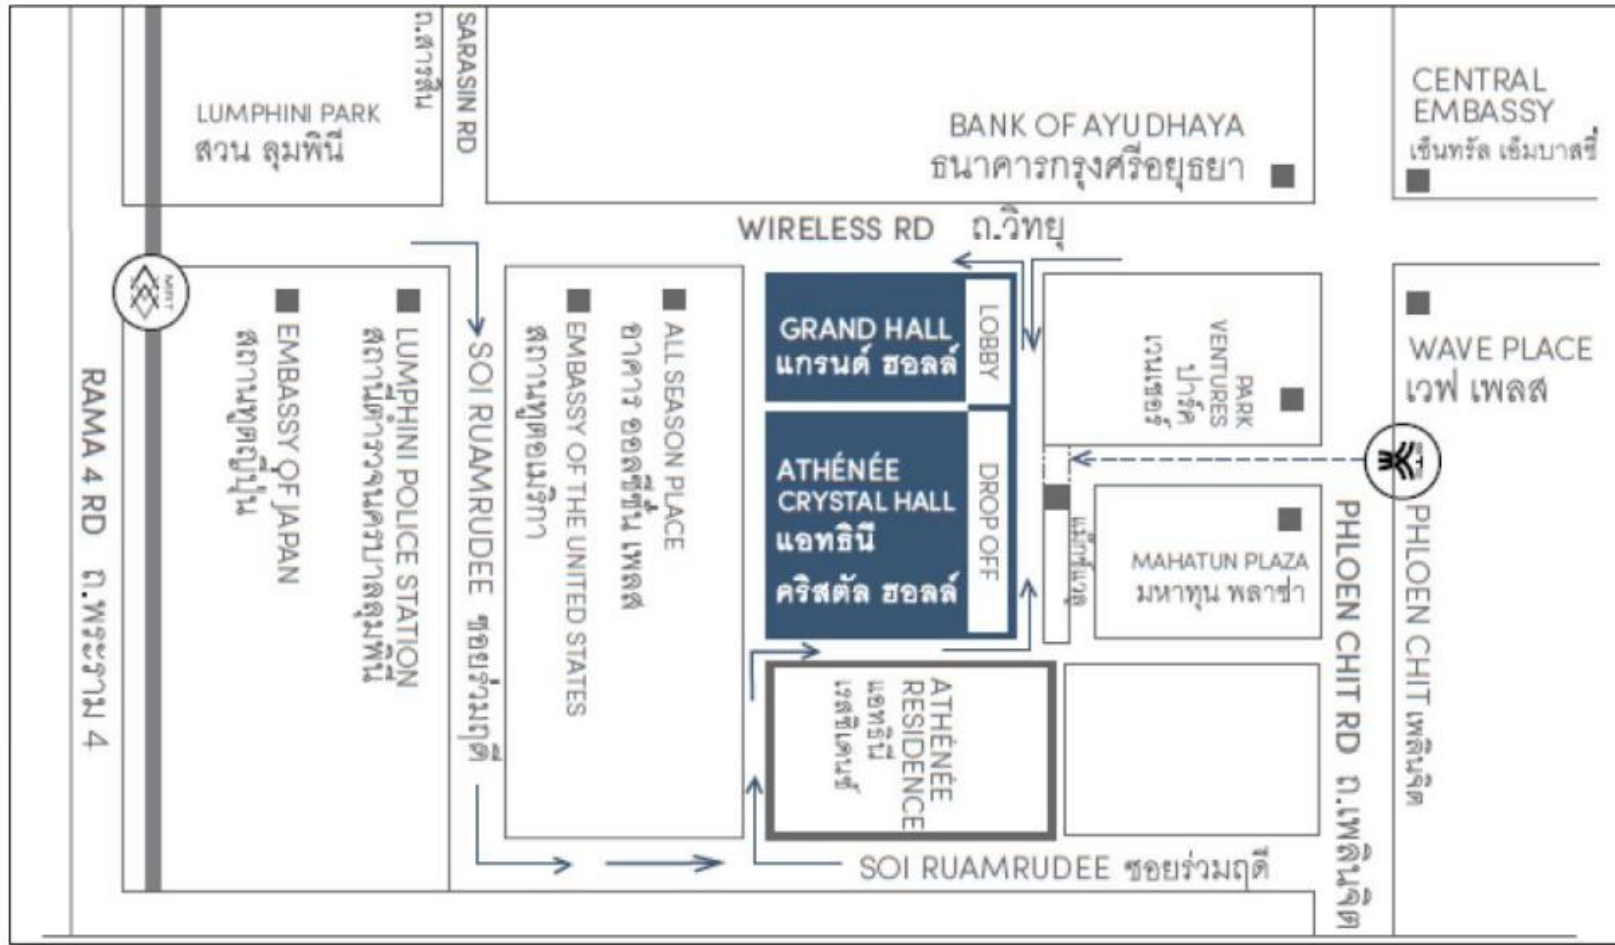 LUMPHINI PARK
สวน ลุมพินี
ถ.สารสิน
SARASIN RD
BANK OF AYUDHAYA
ธนาคารกรุงศรีอยุธยา
CENTRAL
EMBASSY
เซ็นทรัล เอ็มบาสซี่
WIRELESS RD ถ.วิทยุ
MRT
EMBASSY OF JAPAN
สถานทูตญี่ปุ่น
LUMPHINI POLICE STATION
สถานีตำรวจนครบาลลุมพินี
SOI RUAMRUDEE ซอยร่วมฤดี
EMBASSY OF THE UNITED STATES
สถานทูตอเมริกา
ALL SEASON PLACE
อาคาร ออลซีซั่น เพลส
GRAND HALL
แกรนด์ ฮอลล์
LOBBY
ATHÉNÉE
CRYSTAL HALL
แอทธินี
คริสตัล ฮอลล์
DROP OFF
PARK
VENTURES
ปาร์ค
เวนเชอร์
WAVE PLACE
เวฟ เพลส
BTS
แม็กซ์แวลู
MAHATUN PLAZA
มหาทุน พลาซ่า
PHLOEN CHIT เพลินจิต
PHLOEN CHIT RD ถ.เพลินจิต
RAMA 4 RD ถ.พระราม 4
ATHÉNÉE
RESIDENCE
แอทธินี
เรสซิเดนซ์
SOI RUAMRUDEE ซอยร่วมฤดี